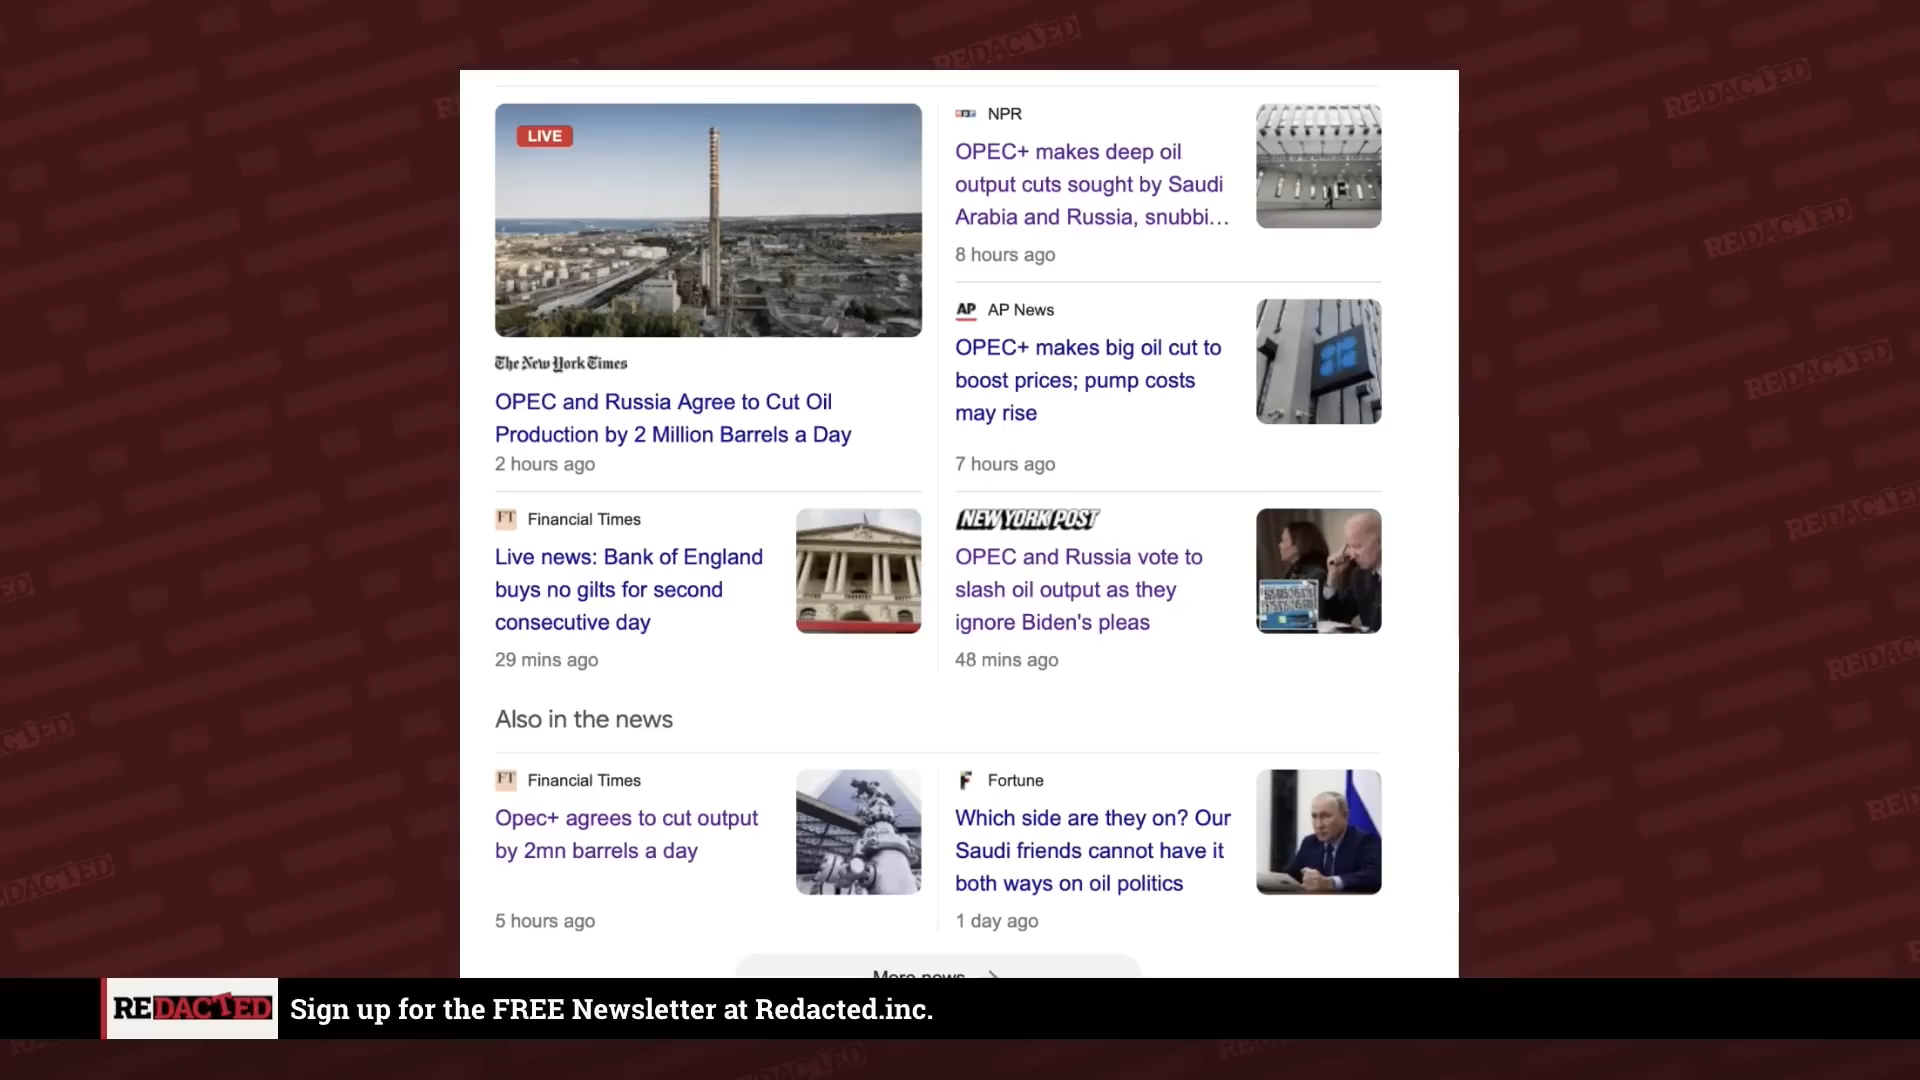 LIVE
The New York Times
OPEC and Russia Agree to Cut Oil
Production by 2 Million Barrels a Day
2 hours ago
NPR
OPEC+ makes deep oil
output cuts sought by Saudi
Arabia and Russia, snubbi...
8 hours ago
AP AP News
OPEC+ makes big oil cut to
boost prices; pump costs
may rise
7 hours ago
FT Financial Times
Live news: Bank of England
buys no gilts for second
consecutive day
29 mins ago
NEW YORK POST
OPEC and Russia vote to
slash oil output as they
ignore Biden's pleas
48 mins ago
Also in the news
FT Financial Times
Opec+ agrees to cut output
by 2mn barrels a day
5 hours ago
F Fortune
Which side are they on? Our
Saudi friends cannot have it
both ways on oil politics
1 day ago
More news
REDACTED Sign up for the FREE Newsletter at Redacted.inc.